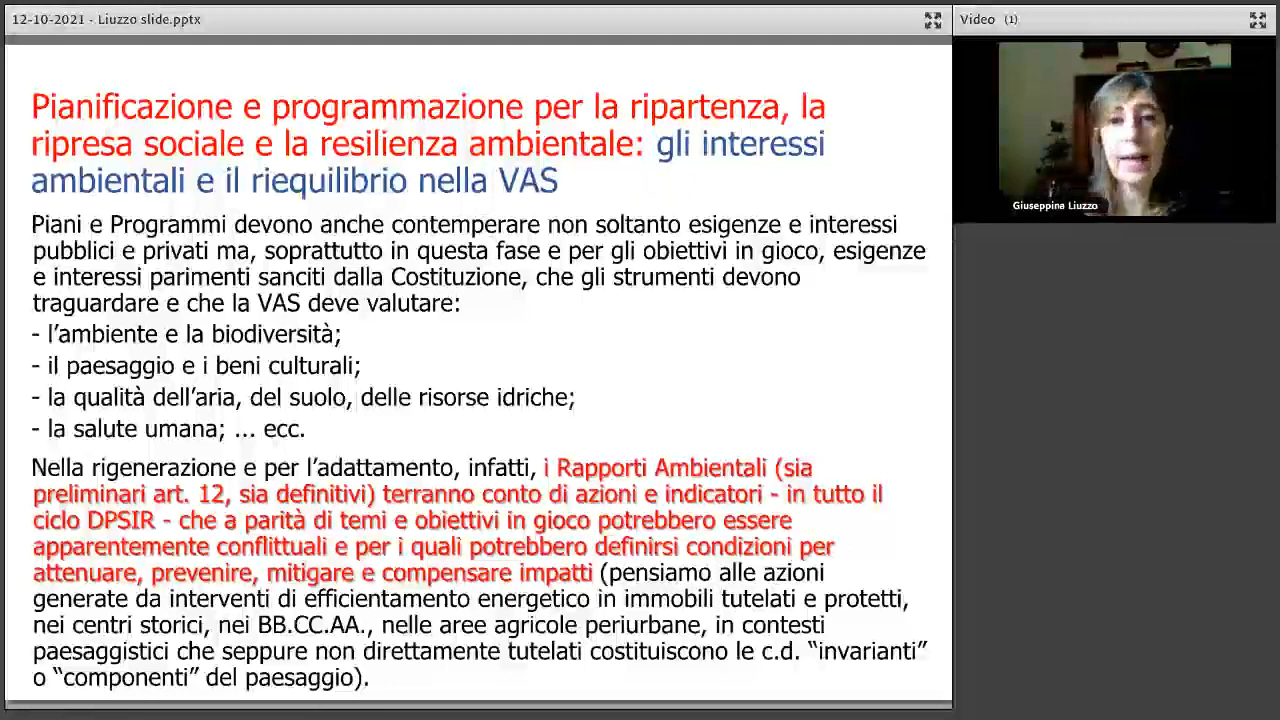 12-10-2021 - Liuzzo slide.pptx
Video (1)
Pianificazione e programmazione per la ripartenza, la
ripresa sociale e la resilienza ambientale: gli interessi
ambientali e il riequilibrio nella VAS
Piani e Programmi devono anche contemperare non soltanto esigenze e interessi
pubblici e privati ma, soprattutto in questa fase e per gli obiettivi in gioco, esigenze
e interessi parimenti sanciti dalla Costituzione, che gli strumenti devono
traguardare e che la VAS deve valutare:
- l’ambiente e la biodiversità;
- il paesaggio e i beni culturali;
- la qualità dell’aria, del suolo, delle risorse idriche;
- la salute umana; ... ecc.
Nella rigenerazione e per l’adattamento, infatti, i Rapporti Ambientali (sia
preliminari art. 12, sia definitivi) terranno conto di azioni e indicatori - in tutto il
ciclo DPSIR - che a parità di temi e obiettivi in gioco potrebbero essere
apparentemente conflittuali e per i quali potrebbero definirsi condizioni per
attenuare, prevenire, mitigare e compensare impatti (pensiamo alle azioni
generate da interventi di efficientamento energetico in immobili tutelati e protetti,
nei centri storici, nei BB.CC.AA., nelle aree agricole periurbane, in contesti
paesaggistici che seppure non direttamente tutelati costituiscono le c.d. “invarianti”
o “componenti” del paesaggio).
Giuseppina Liuzzo